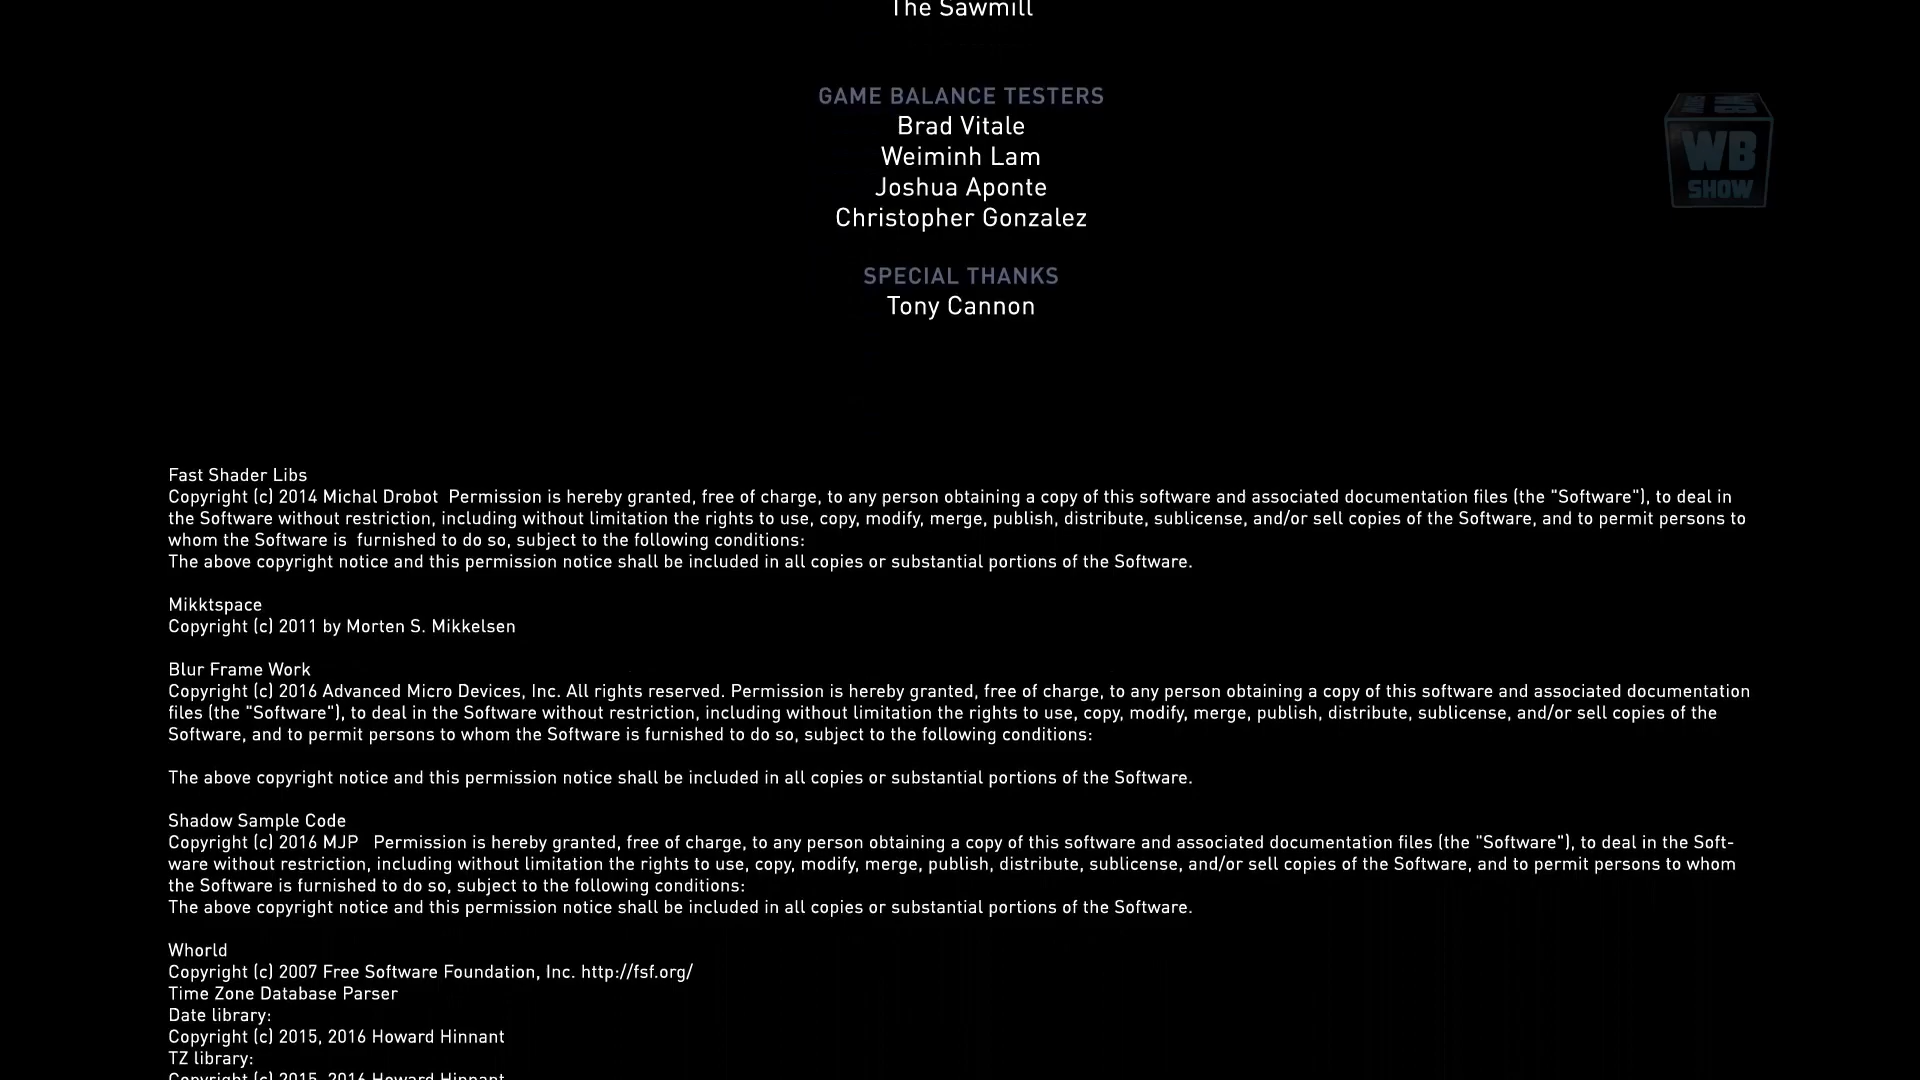 The Sawmill
GAME BALANCE TESTERS
Brad Vitale
Weiminh Lam
Joshua Aponte
Christopher Gonzalez
SPECIAL THANKS
Tony Cannon
WB
WB
SHOW
Fast Shader Libs
Copyright (c) 2014 Michal Drobot  Permission is hereby granted, free of charge, to any person obtaining a copy of this software and associated documentation files (the "Software"), to deal in
the Software without restriction, including without limitation the rights to use, copy, modify, merge, publish, distribute, sublicense, and/or sell copies of the Software, and to permit persons to
whom the Software is  furnished to do so, subject to the following conditions:
The above copyright notice and this permission notice shall be included in all copies or substantial portions of the Software.
Mikktspace
Copyright (c) 2011 by Morten S. Mikkelsen
Blur Frame Work
Copyright (c) 2016 Advanced Micro Devices, Inc. All rights reserved. Permission is hereby granted, free of charge, to any person obtaining a copy of this software and associated documentation
files (the "Software"), to deal in the Software without restriction, including without limitation the rights to use, copy, modify, merge, publish, distribute, sublicense, and/or sell copies of the
Software, and to permit persons to whom the Software is furnished to do so, subject to the following conditions:
The above copyright notice and this permission notice shall be included in all copies or substantial portions of the Software.
Shadow Sample Code
Copyright (c) 2016 MJP   Permission is hereby granted, free of charge, to any person obtaining a copy of this software and associated documentation files (the "Software"), to deal in the Soft-
ware without restriction, including without limitation the rights to use, copy, modify, merge, publish, distribute, sublicense, and/or sell copies of the Software, and to permit persons to whom
the Software is furnished to do so, subject to the following conditions:
The above copyright notice and this permission notice shall be included in all copies or substantial portions of the Software.
Whorld
Copyright (c) 2007 Free Software Foundation, Inc. http://fsf.org/
Time Zone Database Parser
Date library:
Copyright (c) 2015, 2016 Howard Hinnant
TZ library:
Copyright (c) 2015, 2016 Howard Hinnant